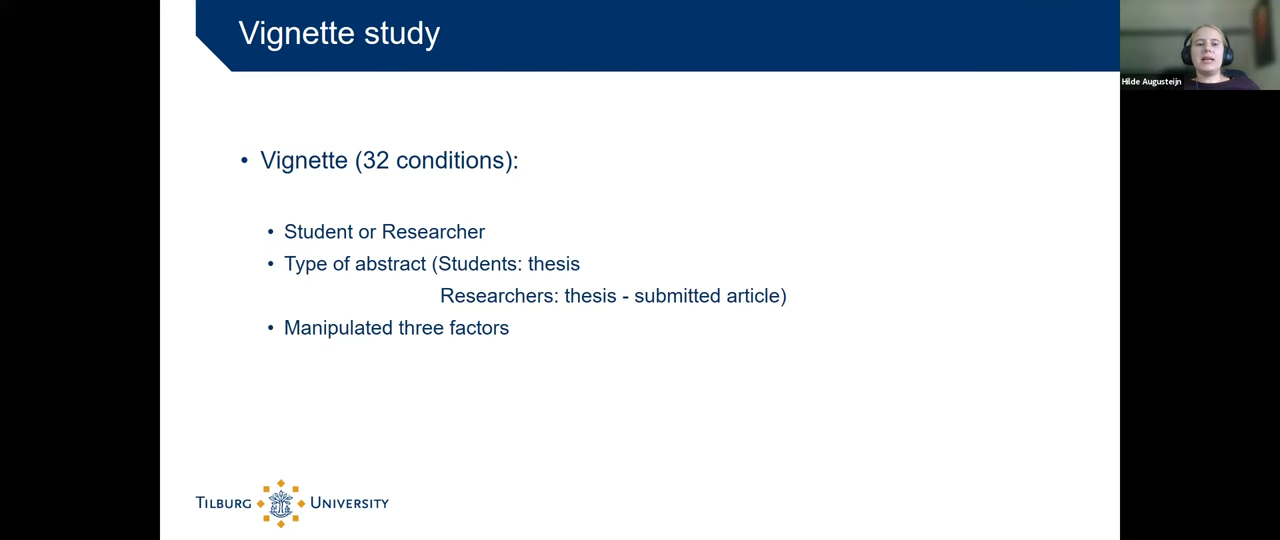 Vignette study
Hilde Augusteijn
• Vignette (32 conditions):
• Student or Researcher
• Type of abstract (Students: thesis
Researchers: thesis - submitted article)
• Manipulated three factors
TILBURG UNIVERSITY